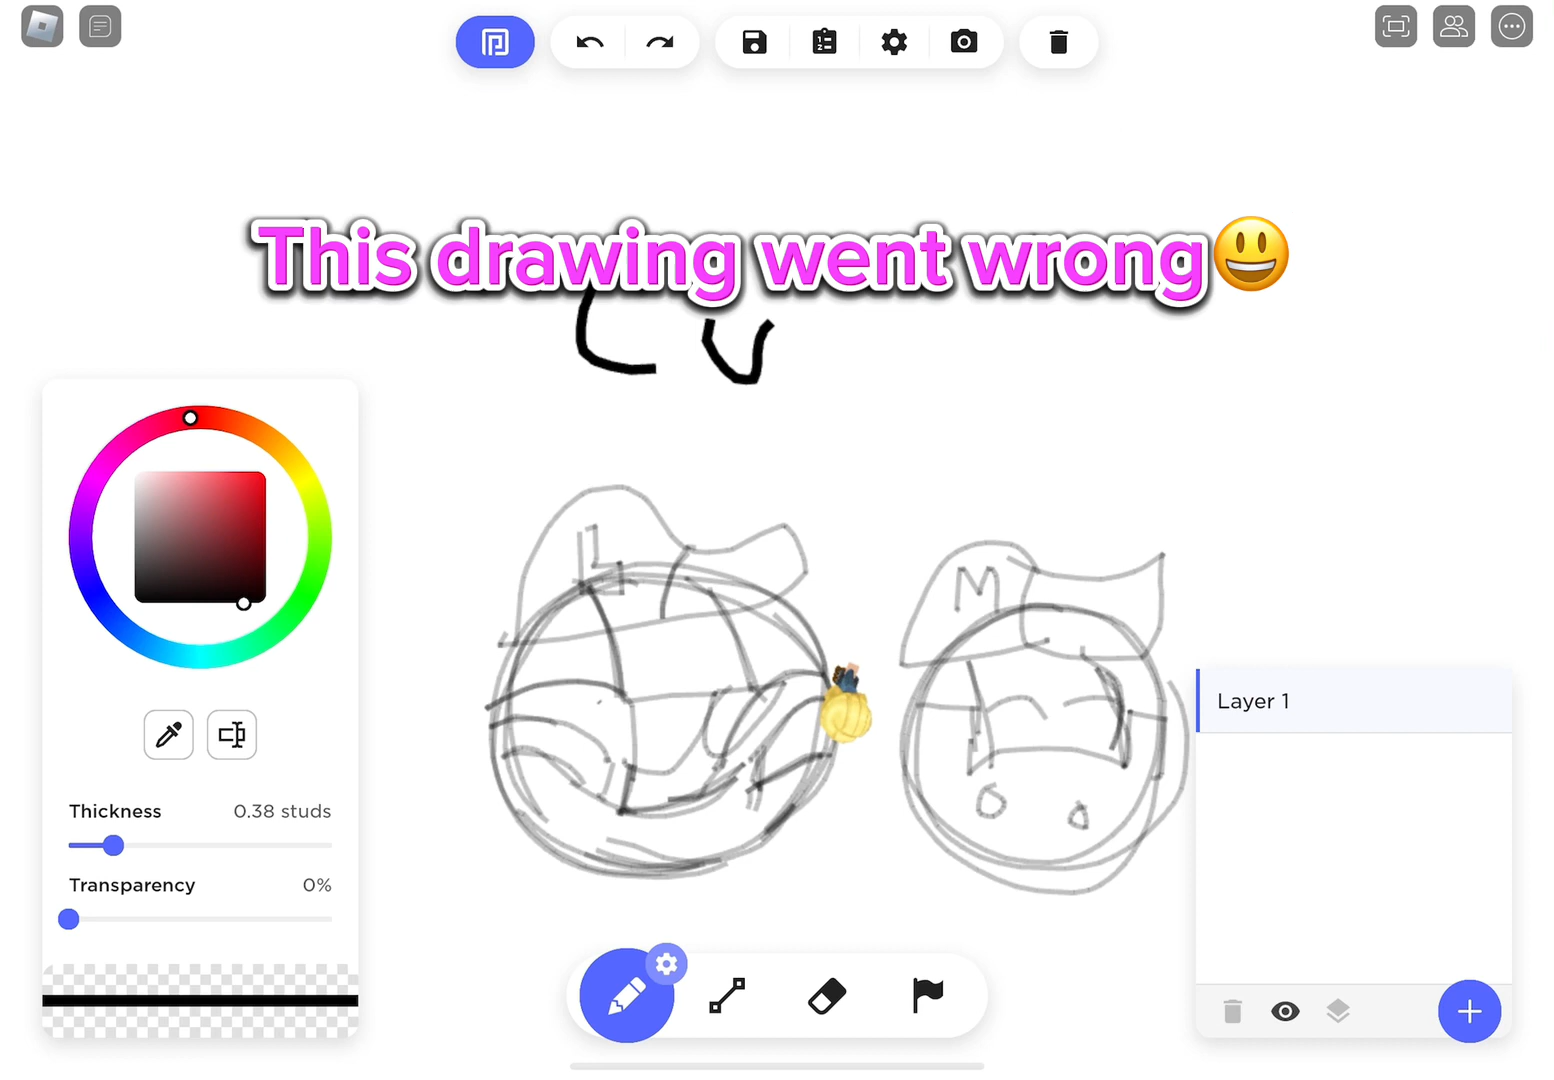 This drawing went wrong😃
L
M
Layer 1
Thickness 0.38 studs
Transparency 0%